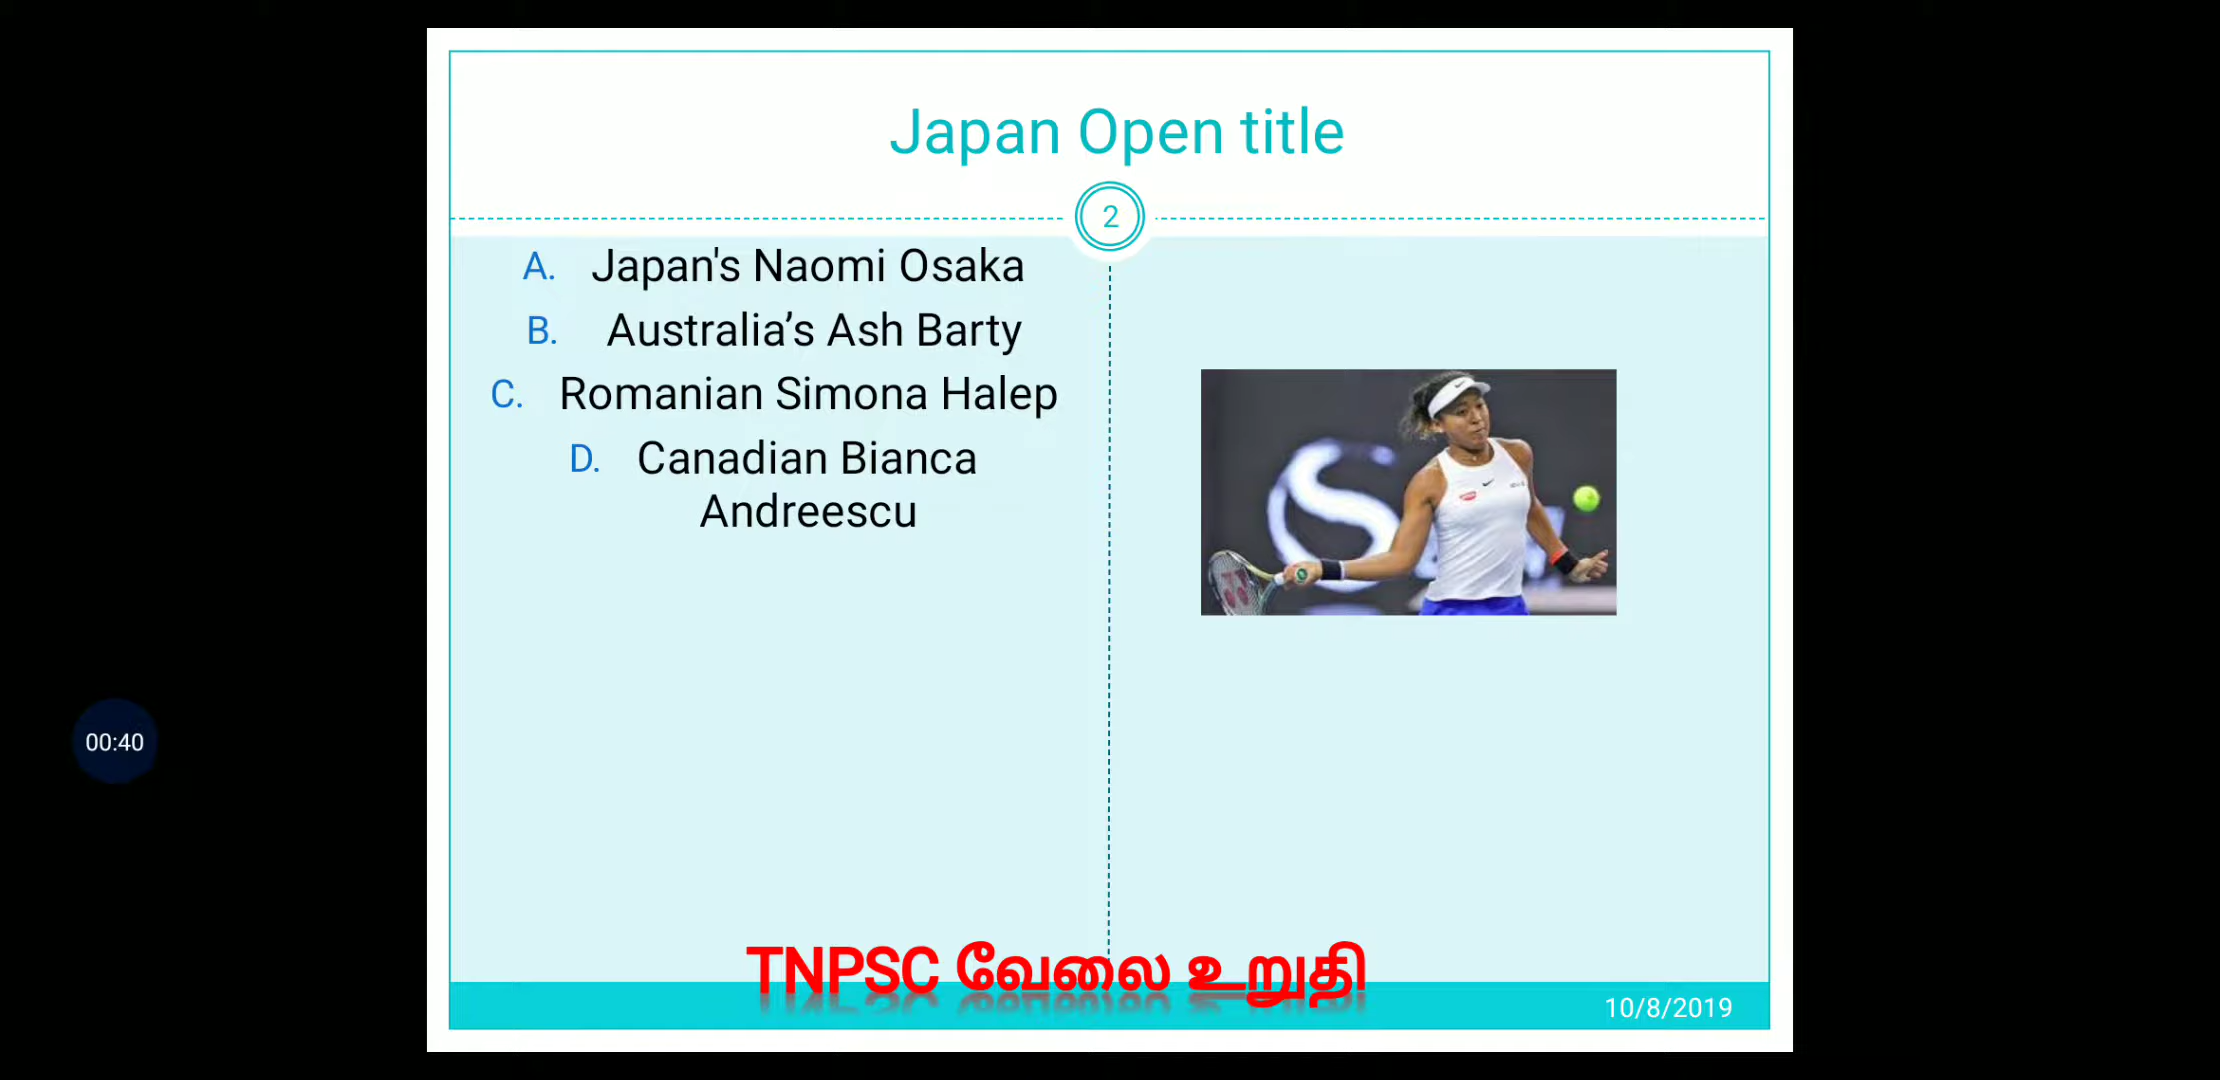 Japan Open title
2
A. Japan's Naomi Osaka
B. Australia’s Ash Barty
C. Romanian Simona Halep
D. Canadian Bianca
Andreescu
00:40
TNPSC வேலை உறுதி
10/8/2019